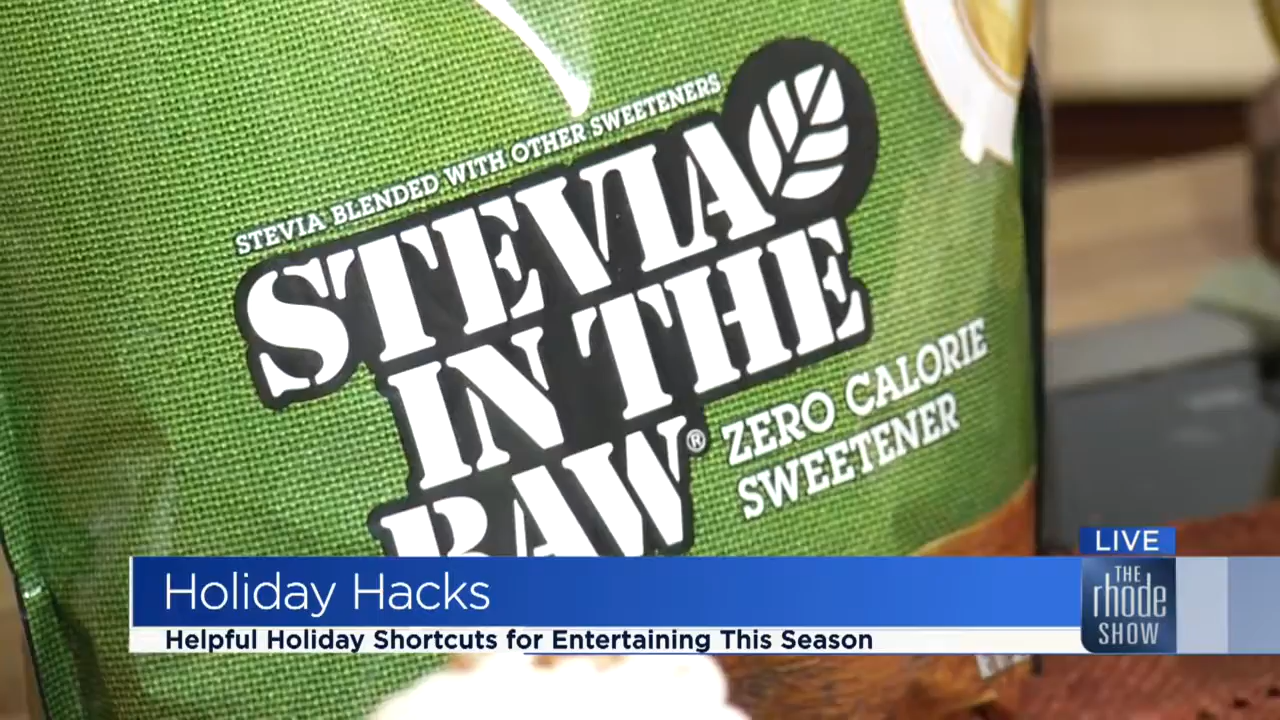 STEVIA BLENDED WITH OTHER SWEETENERS
STEVIA
IN THE
RAW®
ZERO CALORIE
SWEETENER
LIVE
Holiday Hacks
THE
rhode
SHOW
Helpful Holiday Shortcuts for Entertaining This Season